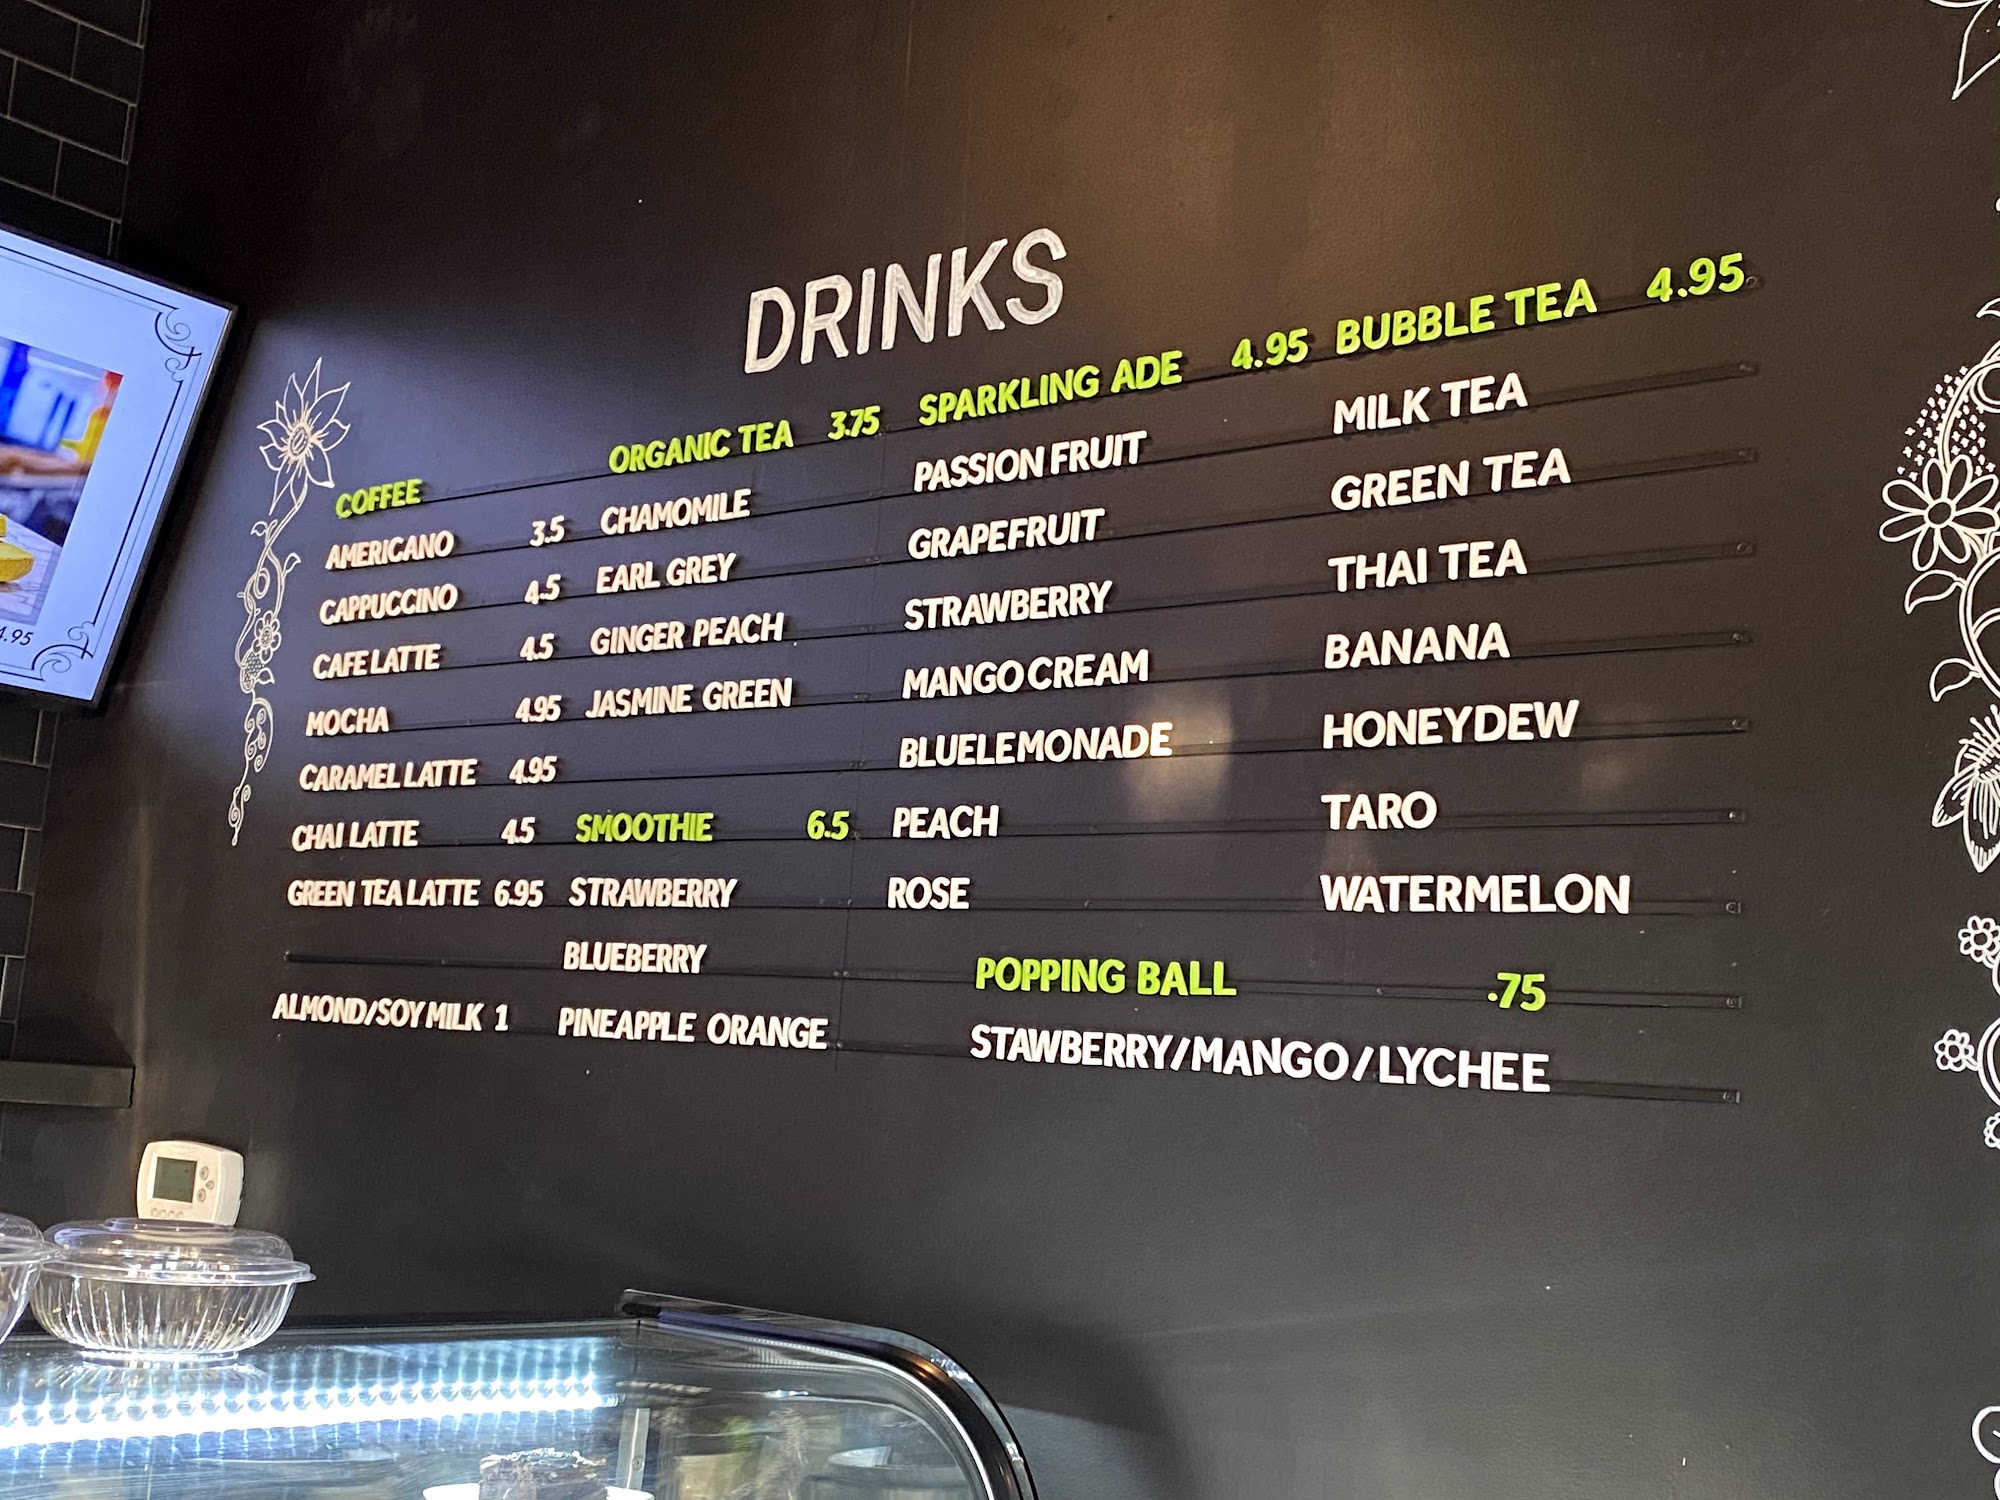 DRINKS
COFFEE
AMERICANO 3.5
CAPPUCCINO 4.5
CAFE LATTE 4.5
MOCHA 4.95
CARAMEL LATTE 4.95
CHAI LATTE 4.5
GREEN TEA LATTE 6.95
ALMOND/SOY MILK 1
ORGANIC TEA 3.75
CHAMOMILE
EARL GREY
GINGER PEACH
JASMINE GREEN
SMOOTHIE 6.5
STRAWBERRY
BLUEBERRY
PINEAPPLE ORANGE
SPARKLING ADE 4.95
PASSION FRUIT
GRAPEFRUIT
STRAWBERRY
MANGO CREAM
BLUELEMONADE
PEACH
ROSE
BUBBLE TEA 4.95
MILK TEA
GREEN TEA
THAI TEA
BANANA
HONEYDEW
TARO
WATERMELON
POPPING BALL .75
STAWBERRY/MANGO/LYCHEE
4.95